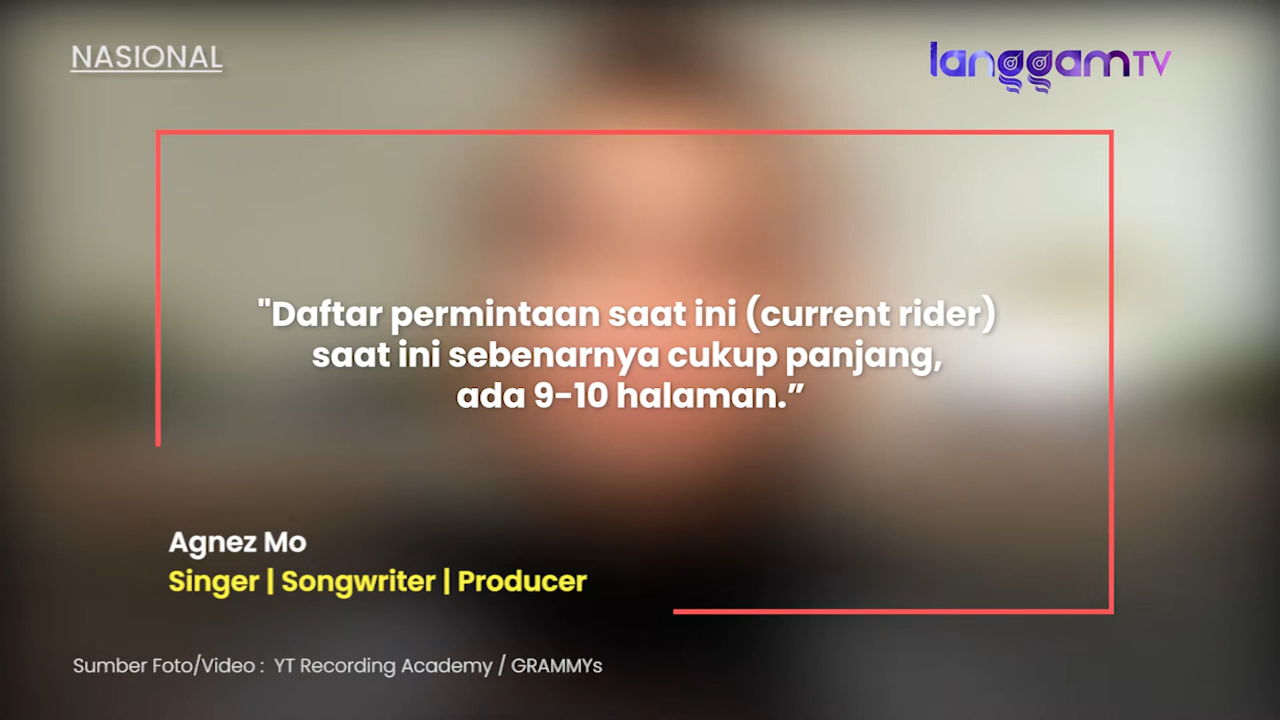 NASIONAL
langgamTV
"Daftar permintaan saat ini (current rider)
saat ini sebenarnya cukup panjang,
ada 9-10 halaman.”
Agnez Mo
Singer | Songwriter | Producer
Sumber Foto/Video : YT Recording Academy / GRAMMYs